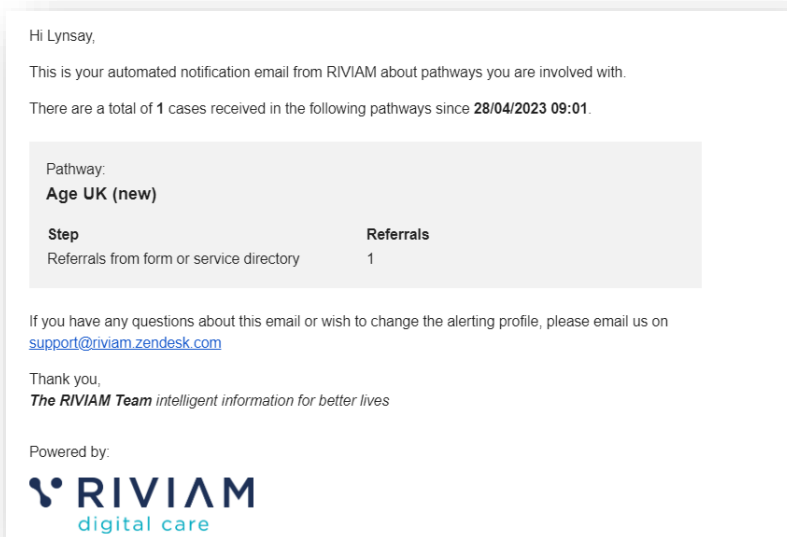 Hi Lynsay,
This is your automated notification email from RIVIAM about pathways you are involved with.
There are a total of 1 cases received in the following pathways since 28/04/2023 09:01.
Pathway:
Age UK (new)
Step Referrals
Referrals from form or service directory 1
If you have any questions about this email or wish to change the alerting profile, please email us on
support@riviam.zendesk.com
Thank you,
The RIVIAM Team intelligent information for better lives
Powered by:
RIVIAM
digital care